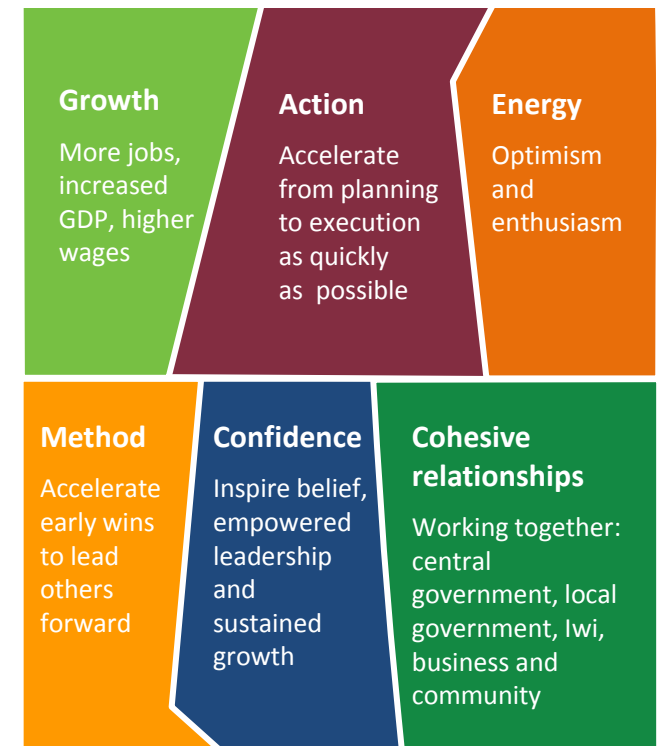 Growth
More jobs,
increased
GDP, higher
wages
Action
Accelerate
from planning
to execution
as quickly
as possible
Energy
Optimism
and
enthusiasm
Method
Accelerate
early wins
to lead
others
forward
Confidence
Inspire belief,
empowered
leadership
and
sustained
growth
Cohesive
relationships
Working together:
central
government, local
government, Iwi,
business and
community